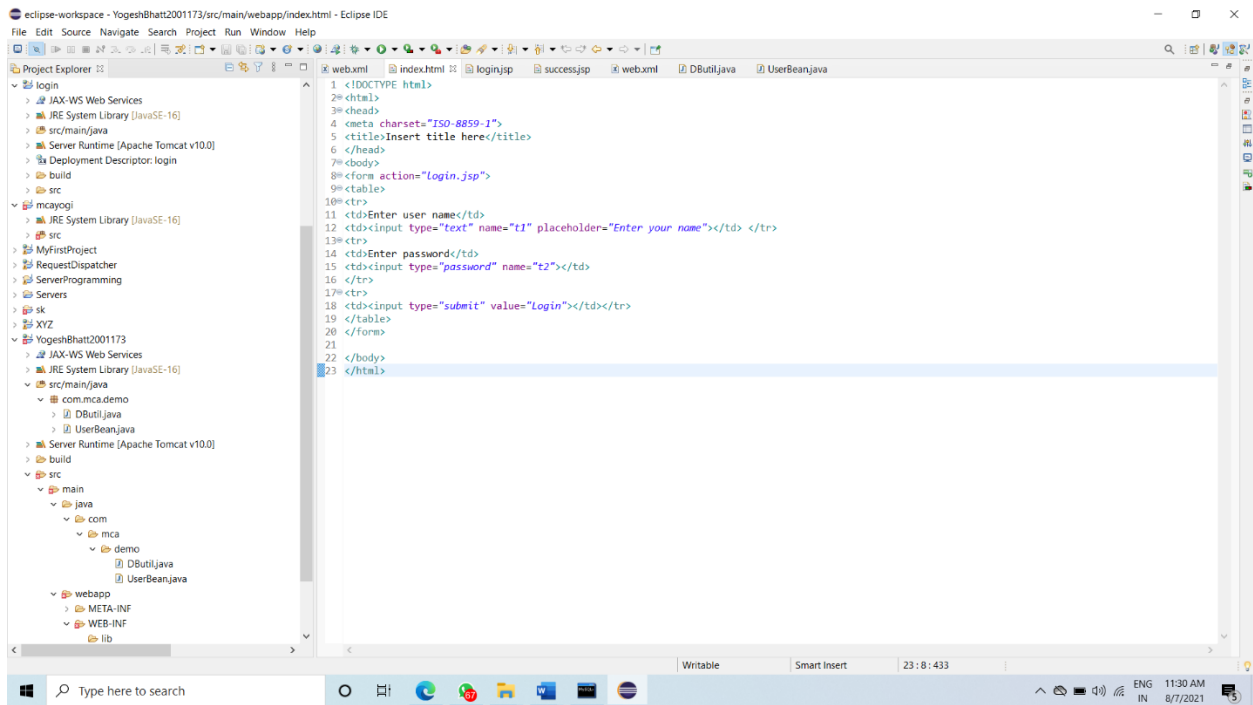 eclipse-workspace - YogeshBhatt2001173/src/main/webapp/index.html - Eclipse IDE
File Edit Source Navigate Search Project Run Window Help
Project Explorer
login
JAX-WS Web Services
JRE System Library [JavaSE-16]
src/main/java
Server Runtime [Apache Tomcat v10.0]
Deployment Descriptor: login
build
src
mcayogi
JRE System Library [JavaSE-16]
src
MyFirstProject
RequestDispatcher
ServerProgramming
Servers
sk
XYZ
YogeshBhatt2001173
JAX-WS Web Services
JRE System Library [JavaSE-16]
src/main/java
com.mca.demo
DButil.java
UserBean.java
Server Runtime [Apache Tomcat v10.0]
build
src
main
java
com
mca
demo
DButil.java
UserBean.java
webapp
META-INF
WEB-INF
lib
web.xml index.html login.jsp success.jsp web.xml DButil.java UserBean.java
1 <!DOCTYPE html>
2 <html>
3 <head>
4 <meta charset="ISO-8859-1">
5 <title>Insert title here</title>
6 </head>
7 <body>
8 <form action="login.jsp">
9 <table>
10 <tr>
11 <td>Enter user name</td>
12 <td><input type="text" name="t1" placeholder="Enter your name"></td> </tr>
13 <tr>
14 <td>Enter password</td>
15 <td><input type="password" name="t2"></td>
16 </tr>
17 <tr>
18 <td><input type="submit" value="Login"></td></tr>
19 </table>
20 </form>
21
22 </body>
23 </html>
Writable Smart Insert 23 : 8 : 433
Type here to search
67
W
ENG
IN
11:30 AM
8/7/2021
5